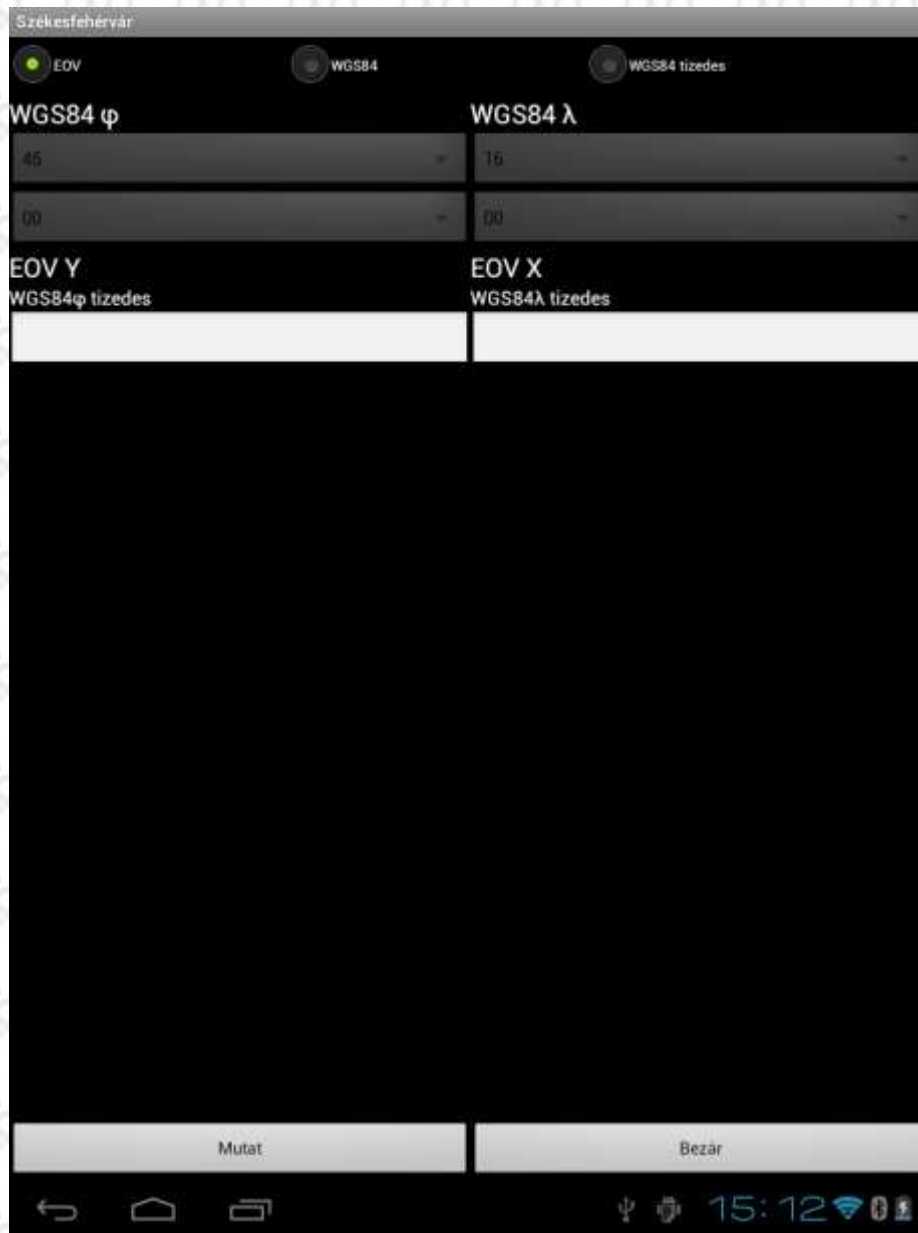 Székesfehérvár
EOV WGS84 WGS84 tizedes
WGS84 φ WGS84 λ
45 16
00 00
EOV Y EOV X
WGS84φ tizedes WGS84λ tizedes
Mutat Bezár
15:12